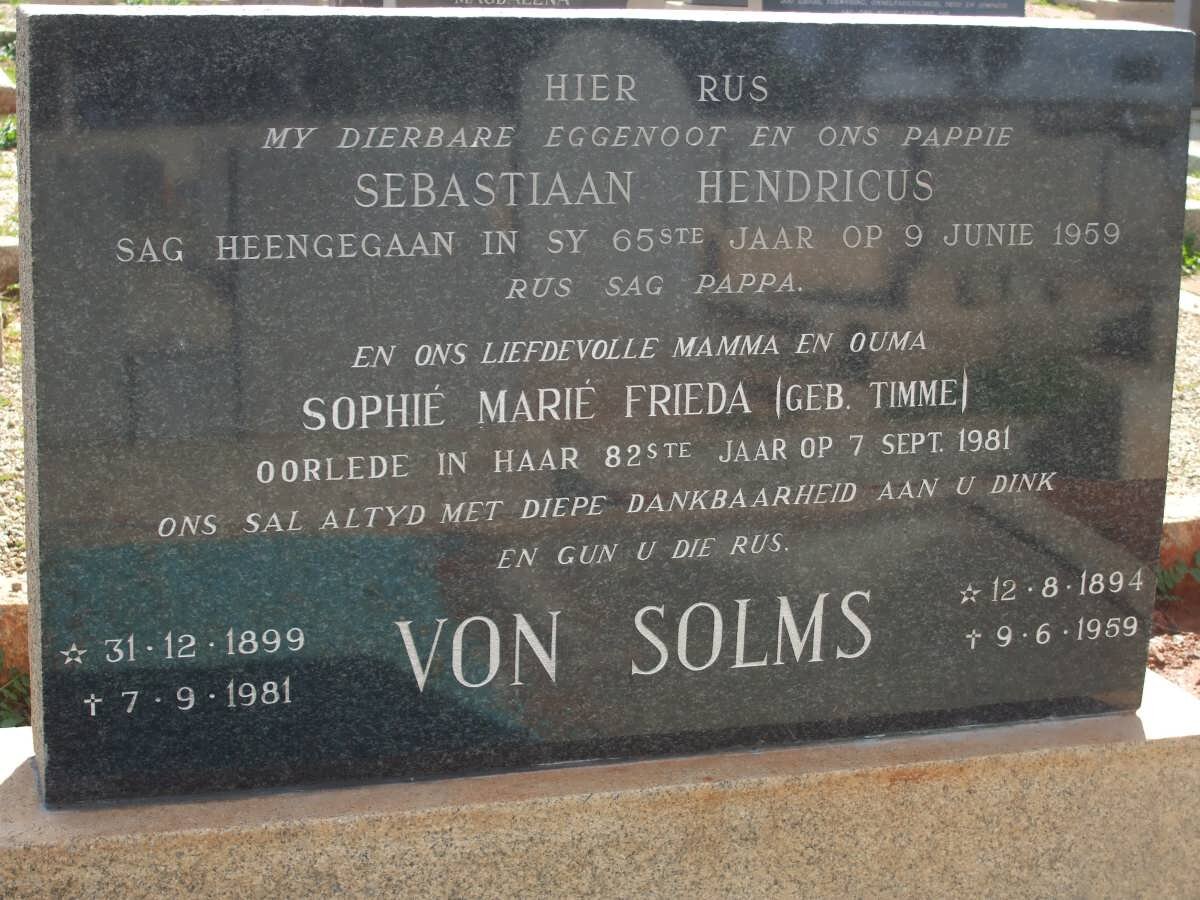 MAGDALENA
HIER RUS
MY DIERBARE EGGENOOT EN ONS PAPPIE
SEBASTIAAN HENDRICUS
SAG HEENGEGAAN IN SY 65STE JAAR OP 9 JUNIE 1959
RUS SAG PAPPA.
EN ONS LIEFDEVOLLE MAMMA EN OUMA
SOPHIÉ MARIÉ FRIEDA (GEB. TIMME)
OORLEDE IN HAAR 82STE JAAR OP 7 SEPT. 1981
ONS SAL ALTYD MET DIEPE DANKBAARHEID AAN U DINK
EN GUN U DIE RUS.
☆ 31·12·1899
✝ 7·9·1981
VON SOLMS
☆ 12·8·1894
✝ 9·6·1959